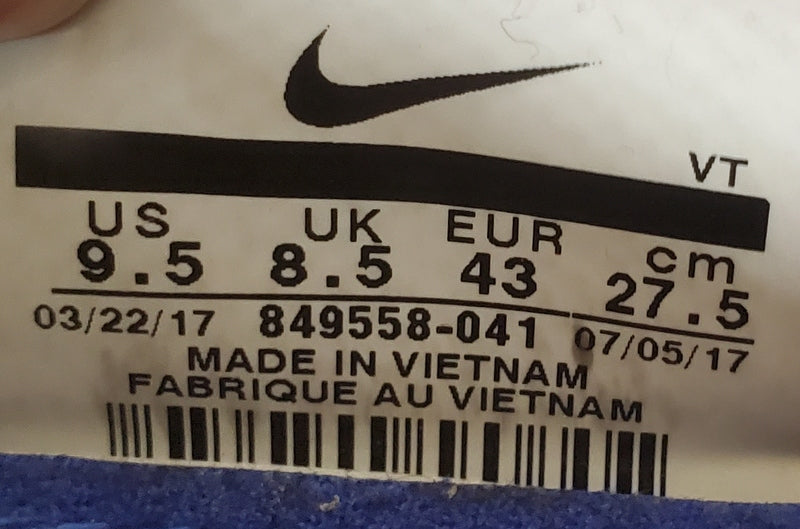 VT
US UK EUR cm
9.5 8.5 43 27.5
03/22/17 849558-041 07/05/17
MADE IN VIETNAM
FABRIQUE AU VIETNAM